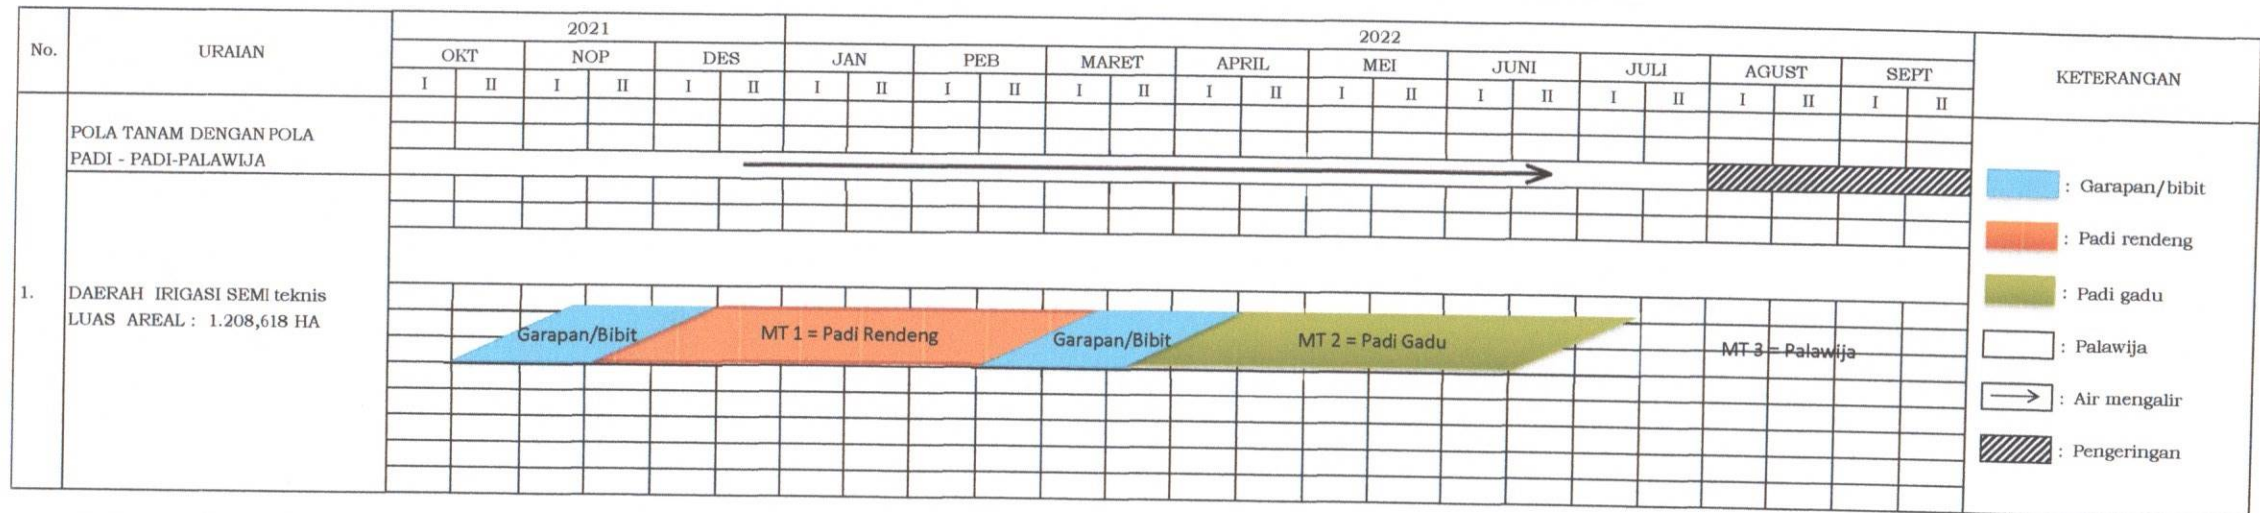 No. URAIAN 2021 2022 KETERANGAN
OKT NOP DES JAN PEB MARET APRIL MEI JUNI JULI AGUST SEPT
I II I II I II I II I II I II I II I II I II I II I II I II
POLA TANAM DENGAN POLA
PADI - PADI-PALAWIJA
1. DAERAH IRIGASI SEMI teknis
LUAS AREAL : 1.208,618 HA
Garapan/Bibit MT 1 = Padi Rendeng Garapan/Bibit MT 2 = Padi Gadu MT 3 = Palawija
: Garapan/bibit
: Padi rendeng
: Padi gadu
: Palawija
: Air mengalir
: Pengeringan